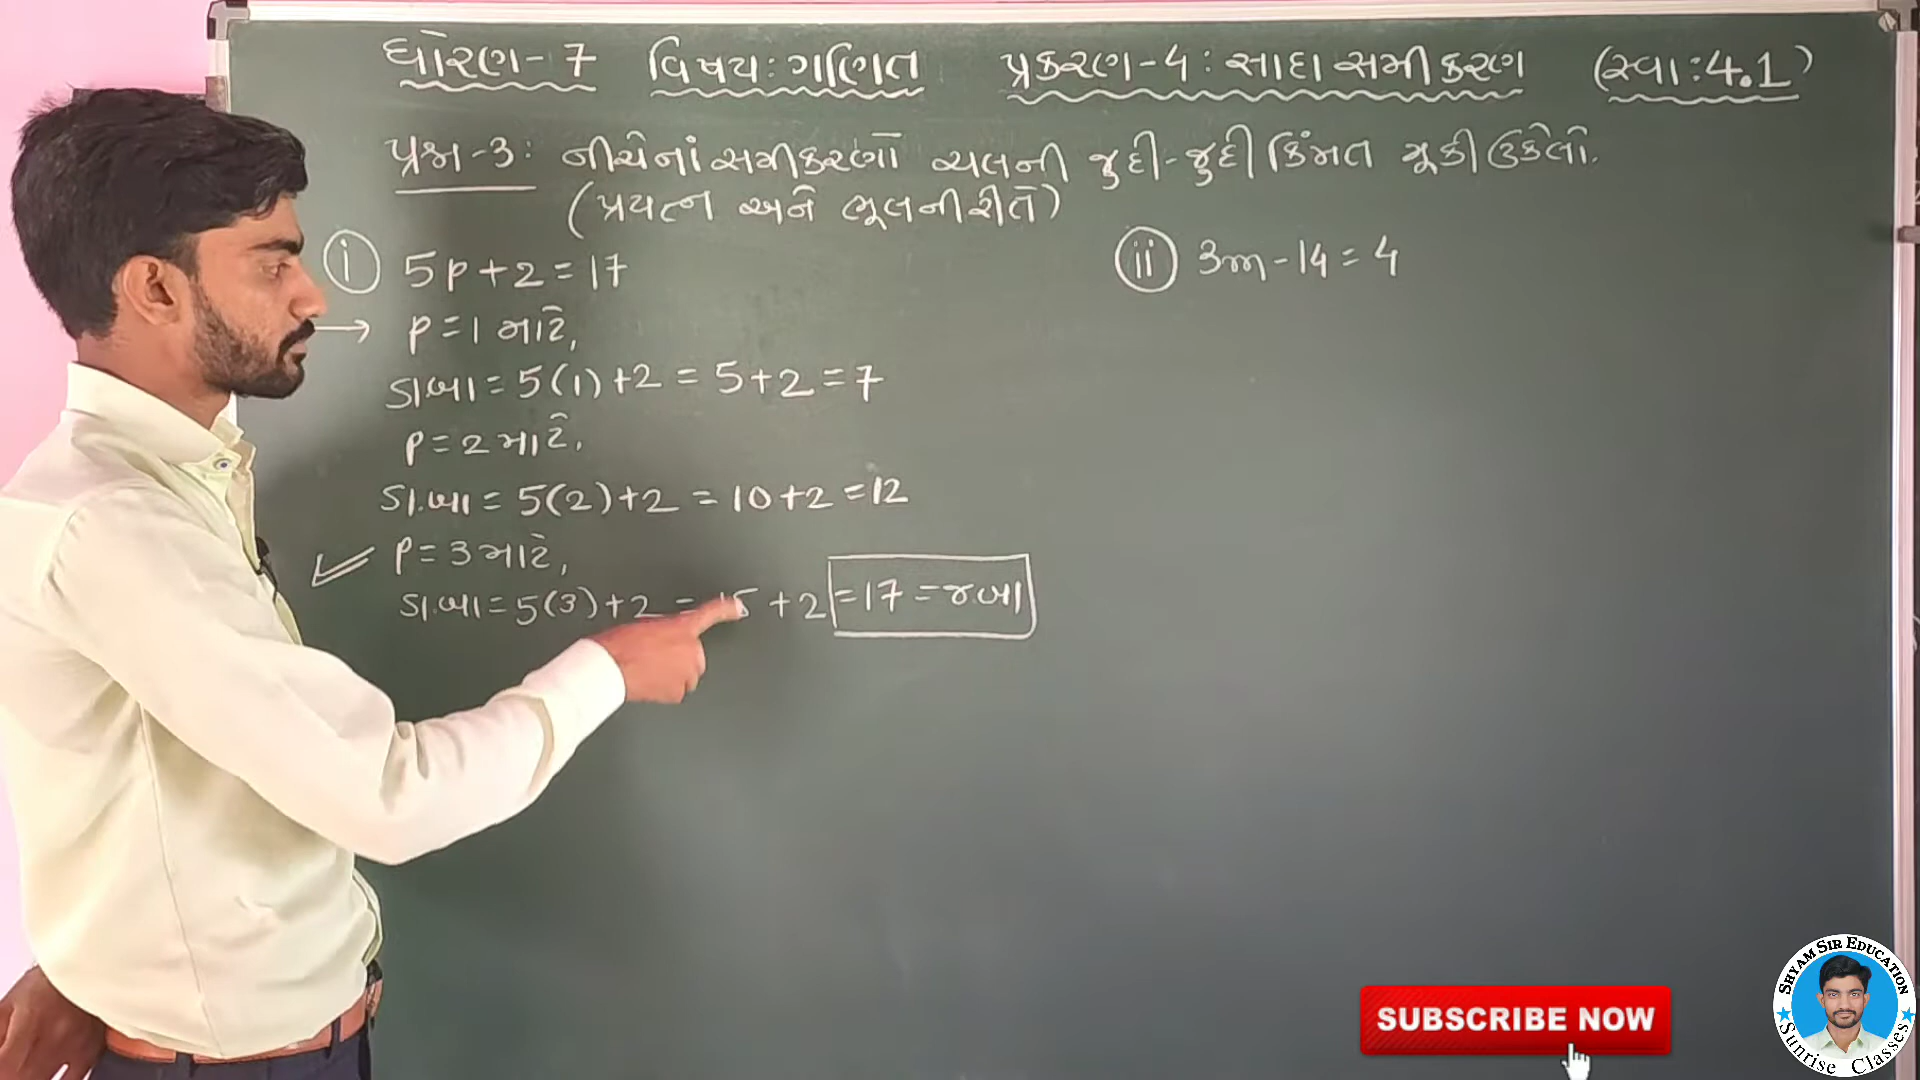 ધોરણ-7 વિષય:ગણિત પ્રકરણ-4:સાદા સમીકરણ (સ્વા:4.1)
પ્રશ્ન-3: નીચેનાં સમીકરણો ચલની જુદી-જુદી કિંમત મૂકી ઉકેલો.
(પ્રયત્ન અને ભૂલની રીતે)
i 5p+2=17
→ p=1 માટે,
ડાબા=5(1)+2=5+2=7
p=2 માટે,
ડા.બા=5(2)+2=10+2=12
p=3 માટે,
ડા.બા=5(3)+2=15+2=17=જ.બા
ii 3m-14=4
SUBSCRIBE NOW
SHYAM SIR EDUCATION
Sunrise Classes